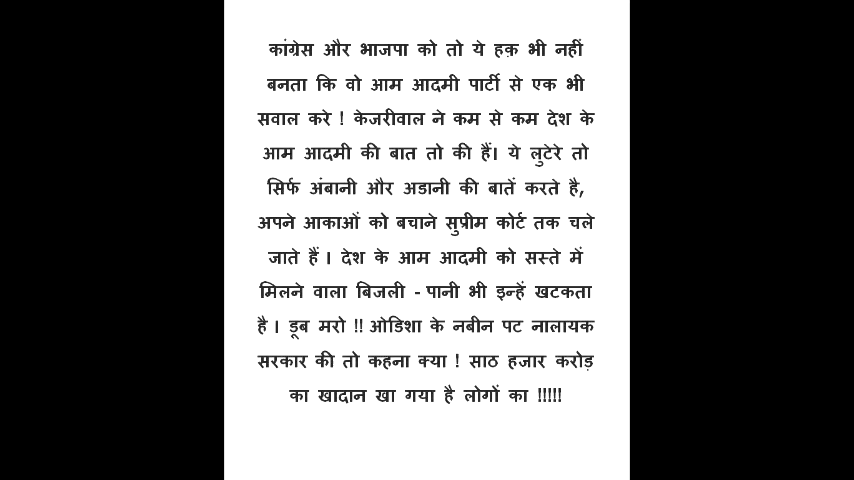 कांग्रेस और भाजपा को तो ये हक़ भी नहीं
बनता कि वो आम आदमी पार्टी से एक भी
सवाल करे ! केजरीवाल ने कम से कम देश के
आम आदमी की बात तो की हैं। ये लुटेरे तो
सिर्फ अंबानी और अडानी की बातें करते है,
अपने आकाओं को बचाने सुप्रीम कोर्ट तक चले
जाते हैं । देश के आम आदमी को सस्ते में
मिलने वाला बिजली - पानी भी इन्हें खटकता
है । डूब मरो !! ओडिशा के नबीन पट नालायक
सरकार की तो कहना क्या ! साठ हजार करोड़
का खादान खा गया है लोगों का !!!!!